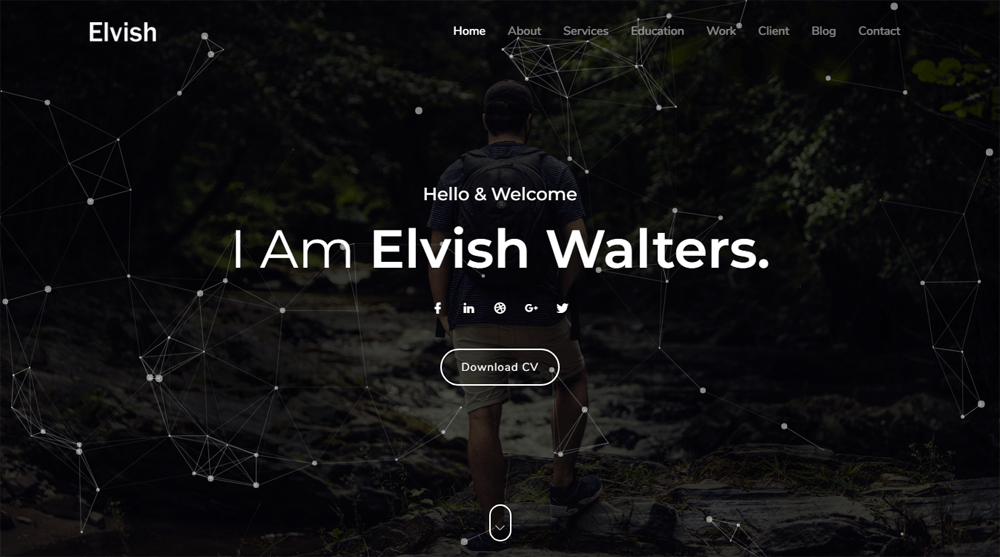 Elvish
Home About Services Education Work Client Blog Contact
Hello & Welcome
I Am Elvish Walters.
Download CV